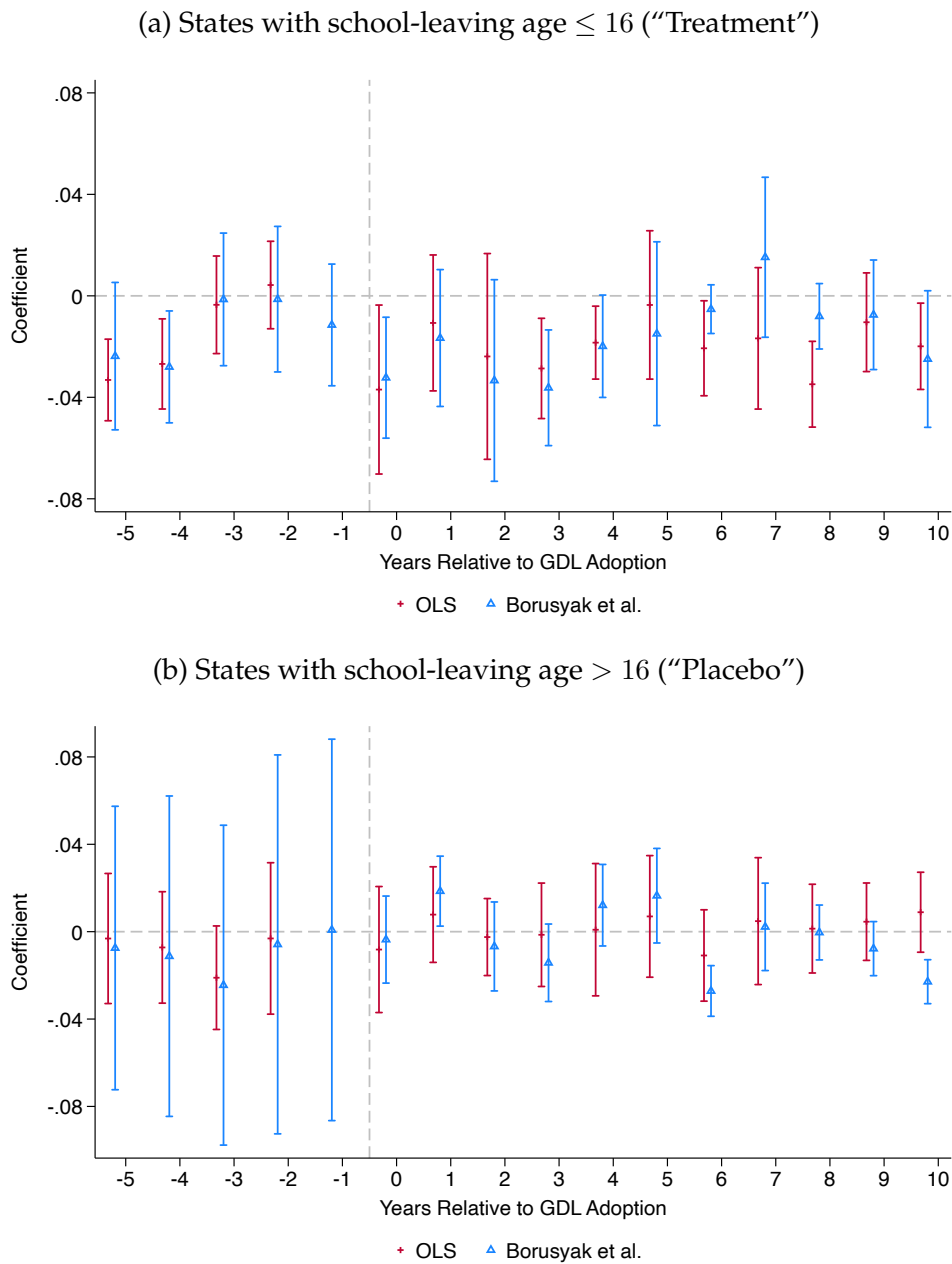 (a) States with school-leaving age ≤ 16 (“Treatment”)
.08
.04
0
-.04
-.08
Coefficient
-5 -4 -3 -2 -1 0 1 2 3 4 5 6 7 8 9 10
Years Relative to GDL Adoption
OLS Borusyak et al.
(b) States with school-leaving age > 16 (“Placebo”)
.08
.04
0
-.04
-.08
Coefficient
-5 -4 -3 -2 -1 0 1 2 3 4 5 6 7 8 9 10
Years Relative to GDL Adoption
OLS Borusyak et al.